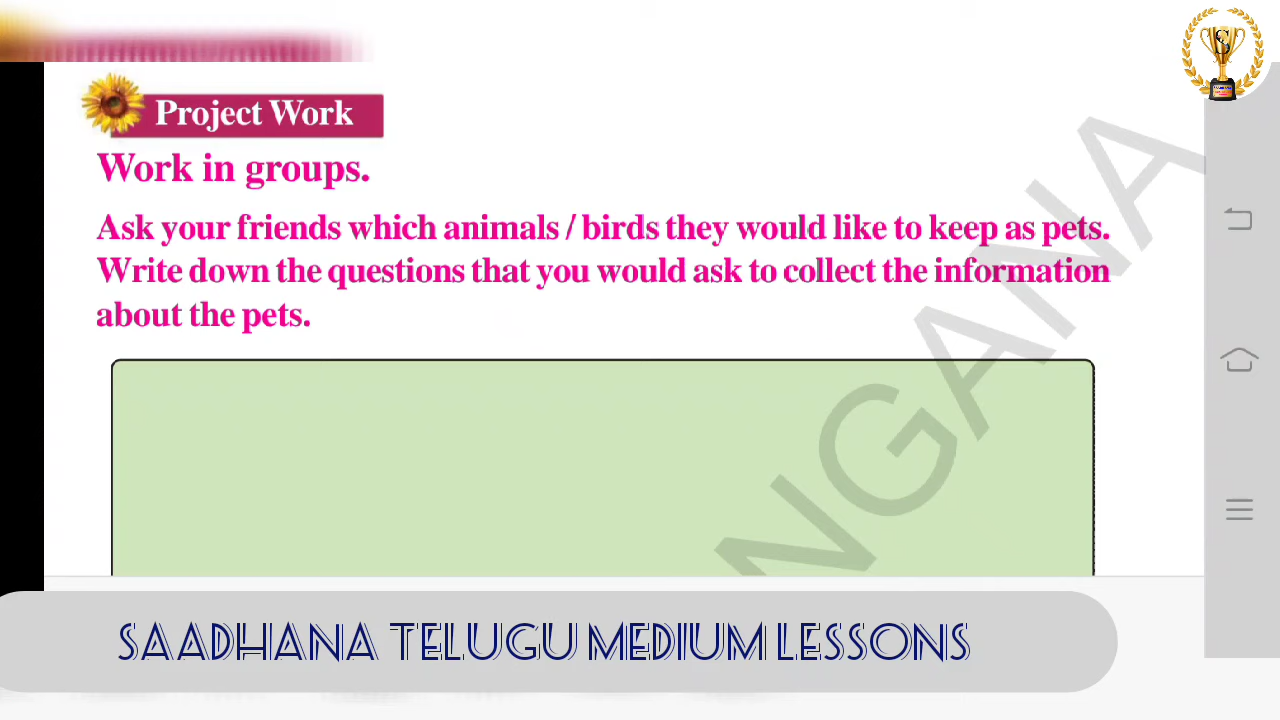 Project Work
Work in groups.
Ask your friends which animals / birds they would like to keep as pets.
Write down the questions that you would ask to collect the information
about the pets.
NGANA
SAADHANA TELUGU MEDIUM LESSONS